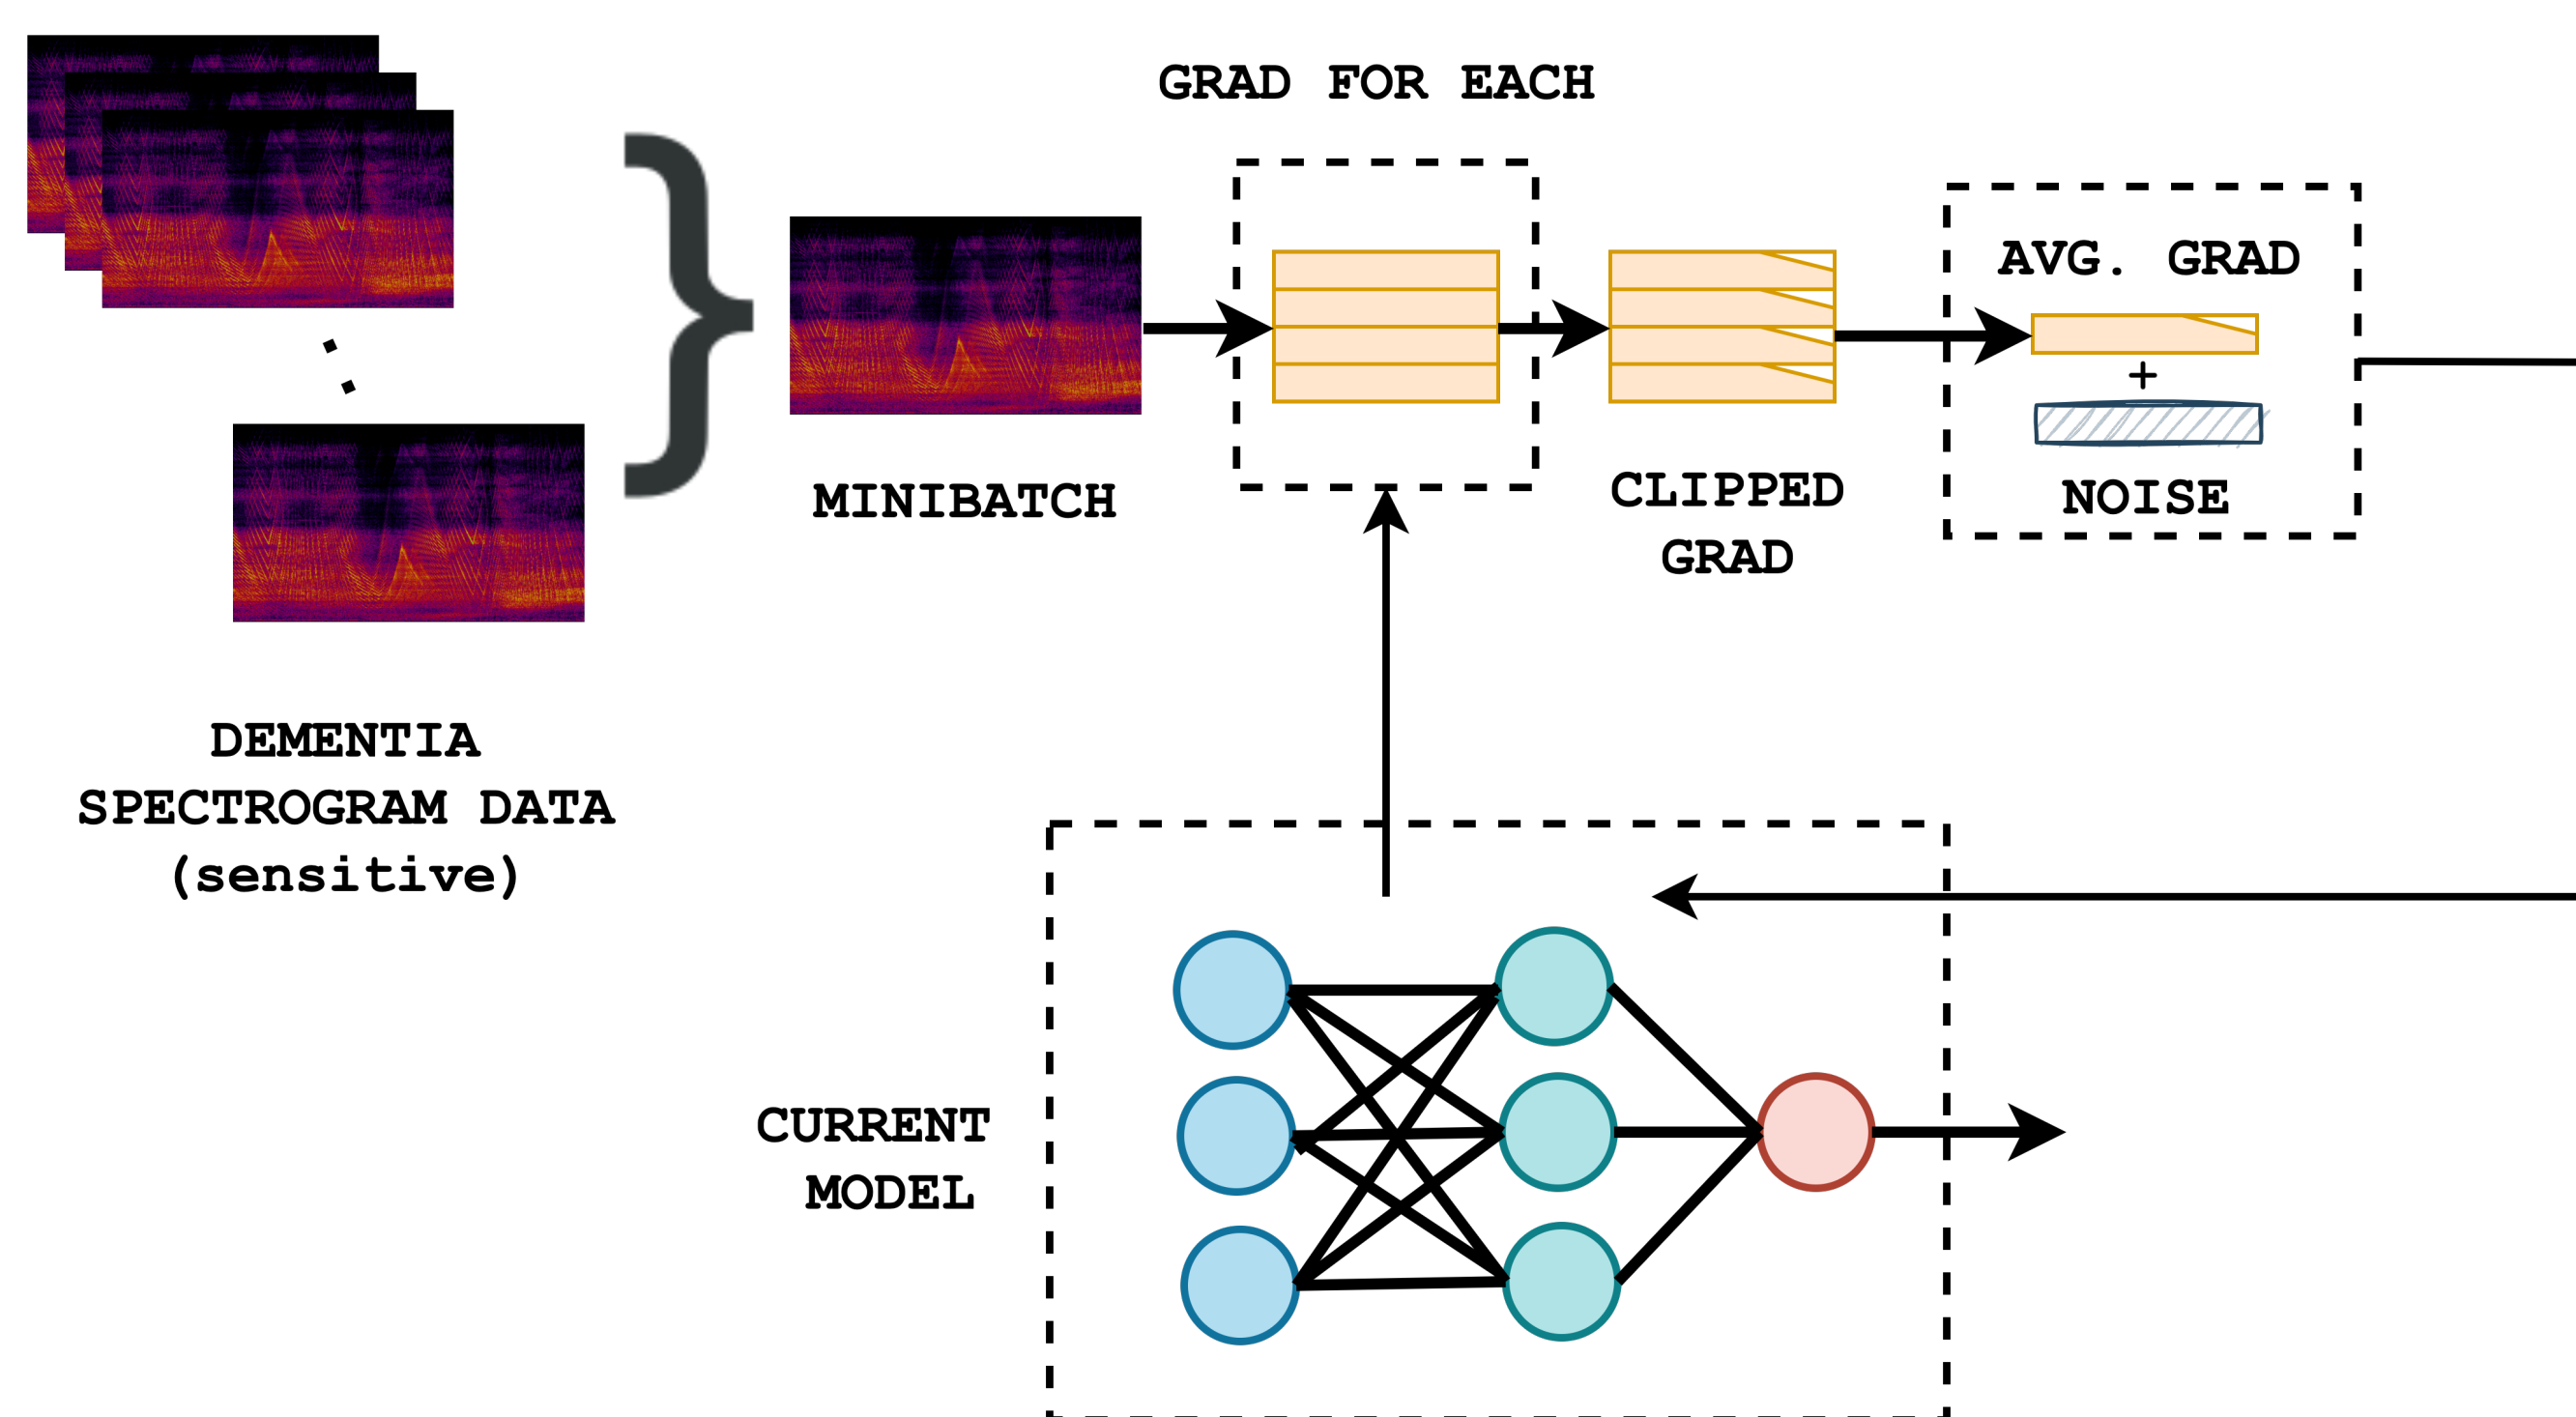 GRAD FOR EACH
AVG. GRAD
+
NOISE
MINIBATCH
CLIPPED
GRAD
DEMENTIA
SPECTROGRAM DATA
(sensitive)
CURRENT
MODEL